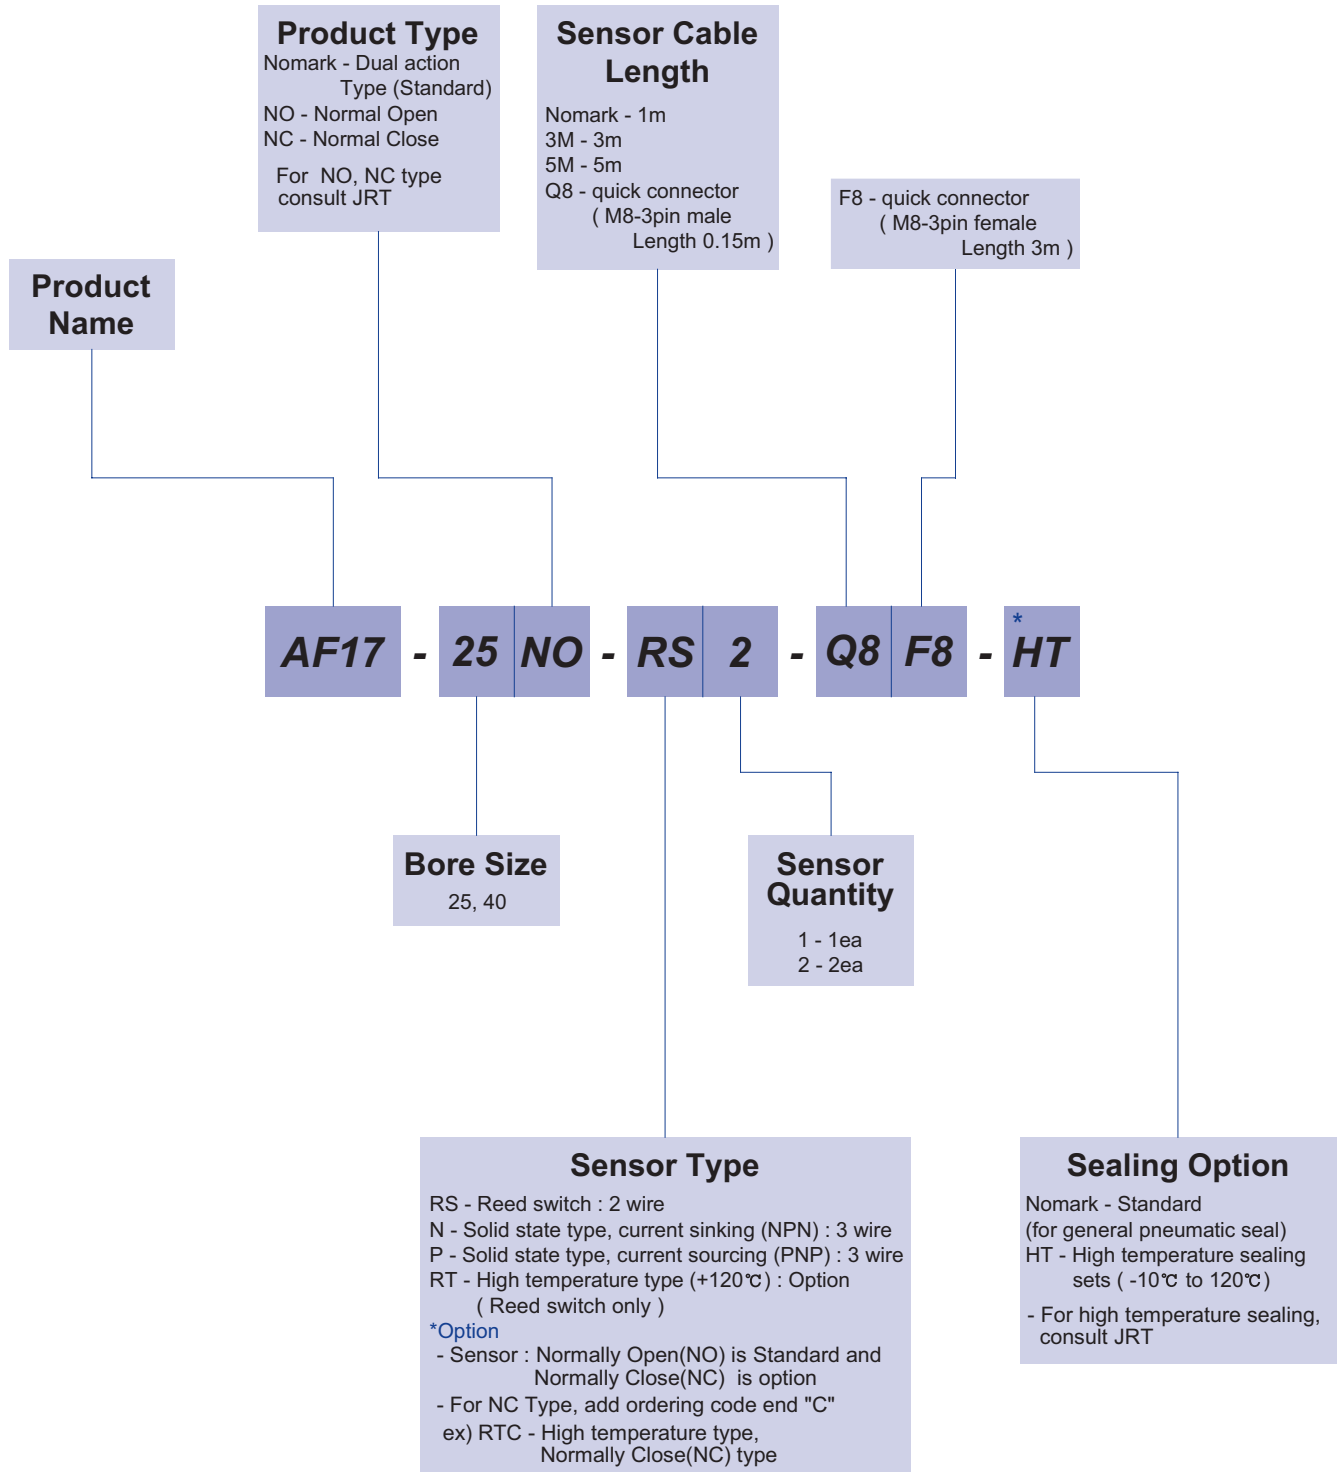 Product Type
Nomark - Dual action
Type (Standard)
NO - Normal Open
NC - Normal Close
For NO, NC type
consult JRT
Sensor Cable
Length
Nomark - 1m
3M - 3m
5M - 5m
Q8 - quick connector
( M8-3pin male
Length 0.15m )
F8 - quick connector
( M8-3pin female
Length 3m )
Product
Name
AF17 - 25 NO - RS 2 - Q8 F8 - *HT
Bore Size
25, 40
Sensor
Quantity
1 - 1ea
2 - 2ea
Sensor Type
RS - Reed switch : 2 wire
N - Solid state type, current sinking (NPN) : 3 wire
P - Solid state type, current sourcing (PNP) : 3 wire
RT - High temperature type (+120℃) : Option
( Reed switch only )
*Option
- Sensor : Normally Open(NO) is Standard and
Normally Close(NC) is option
- For NC Type, add ordering code end "C"
ex) RTC - High temperature type,
Normally Close(NC) type
Sealing Option
Nomark - Standard
(for general pneumatic seal)
HT - High temperature sealing
sets ( -10℃ to 120℃)
- For high temperature sealing,
consult JRT